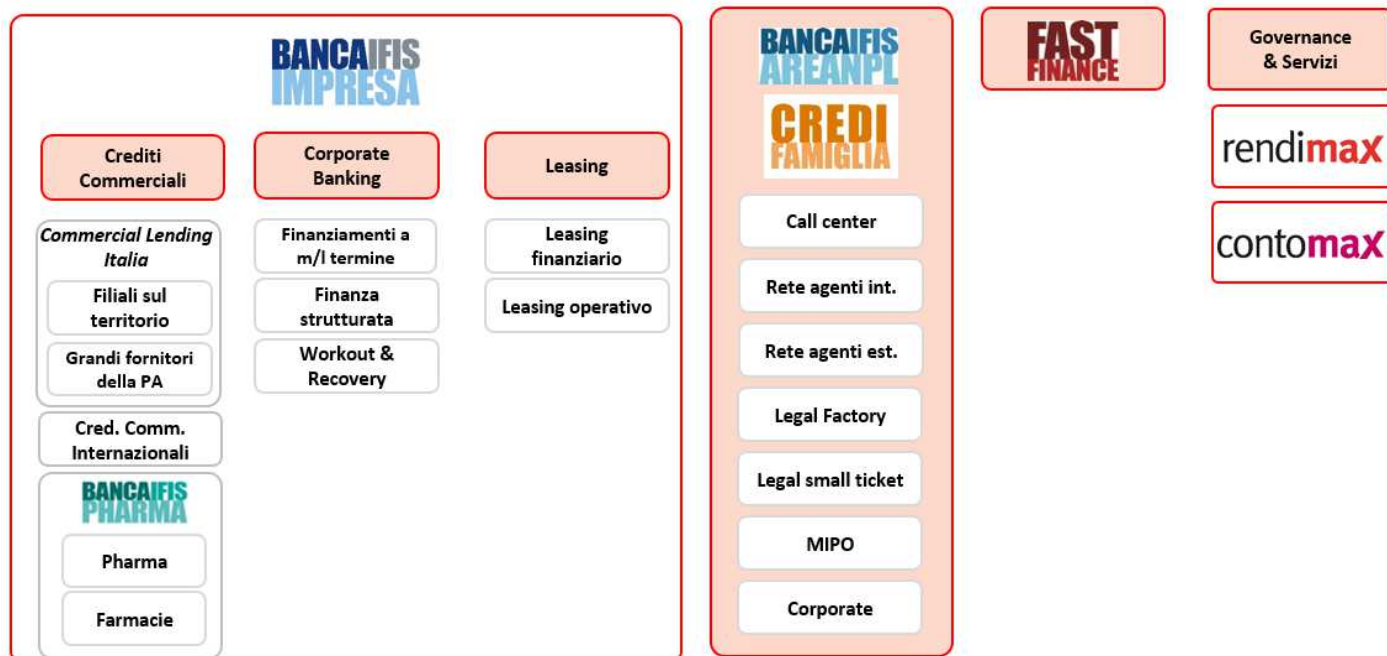 BANCAIFIS
IMPRESA
Crediti
Commerciali
Commercial Lending
Italia
Filiali sul
territorio
Grandi fornitori
della PA
Cred. Comm.
Internazionali
BANCAIFIS
PHARMA
Pharma
Farmacie
Corporate
Banking
Finanziamenti a
m/l termine
Finanza
strutturata
Workout &
Recovery
Leasing
Leasing
finanziario
Leasing operativo
BANCAIFIS
AREANPL
CREDI
FAMIGLIA
Call center
Rete agenti int.
Rete agenti est.
Legal Factory
Legal small ticket
MIPO
Corporate
FAST
FINANCE
Governance
& Servizi
rendimax
contomax